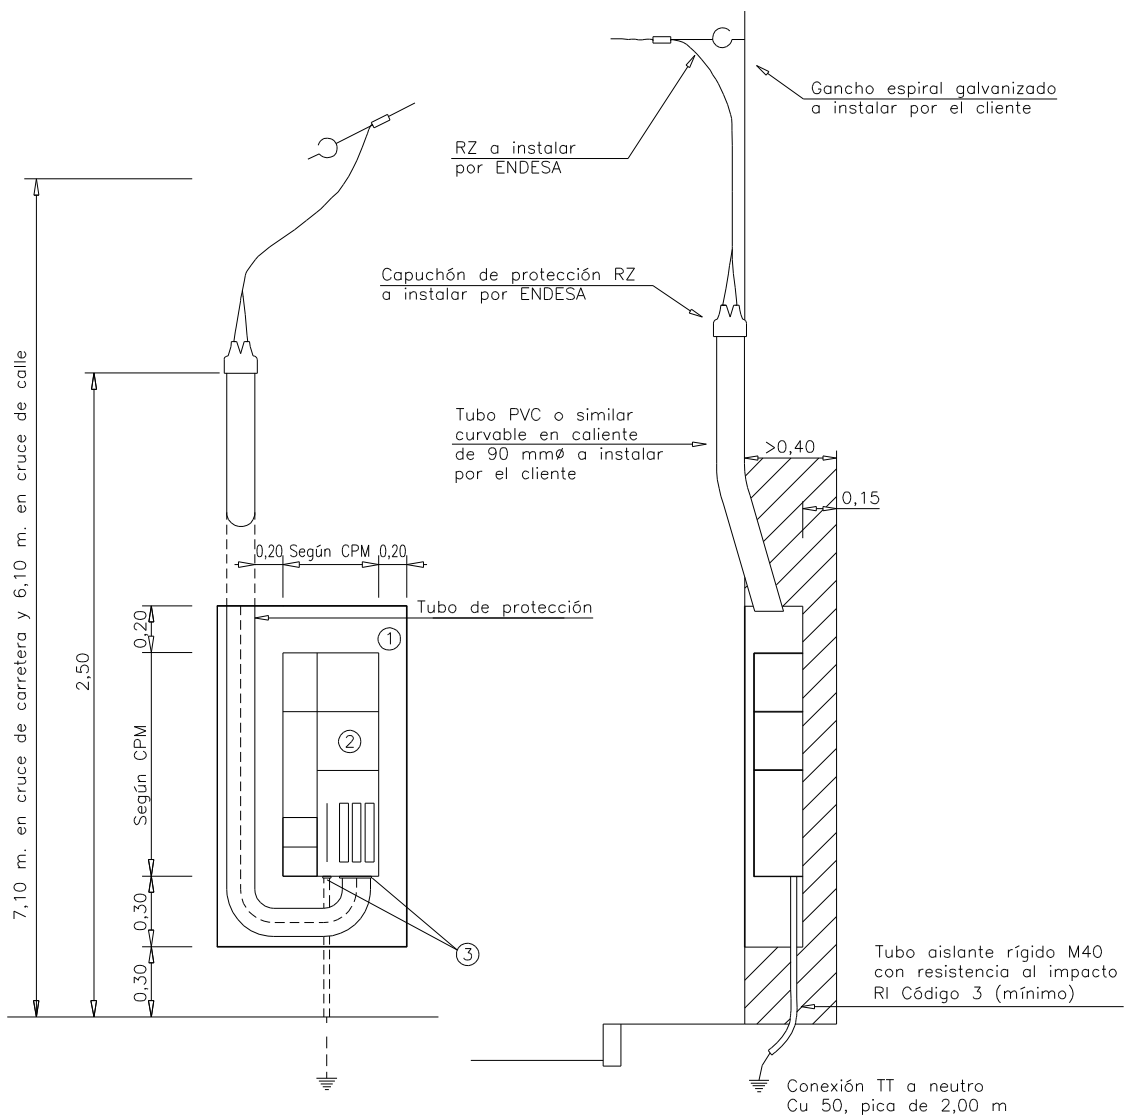 Gancho espiral galvanizado
a instalar por el cliente
RZ a instalar
por ENDESA
Capuchón de protección RZ
a instalar por ENDESA
Tubo PVC o similar
curvable en caliente
de 90 mmø a instalar
por el cliente
>0,40
0,15
0,20 Según CPM 0,20
Tubo de protección
7,10 m. en cruce de carretera y 6,10 m. en cruce de calle
2,50
0,20
Según CPM
0,30
0,30
1
2
3
Tubo aislante rígido M40
con resistencia al impacto
RI Código 3 (mínimo)
Conexión TT a neutro
Cu 50, pica de 2,00 m